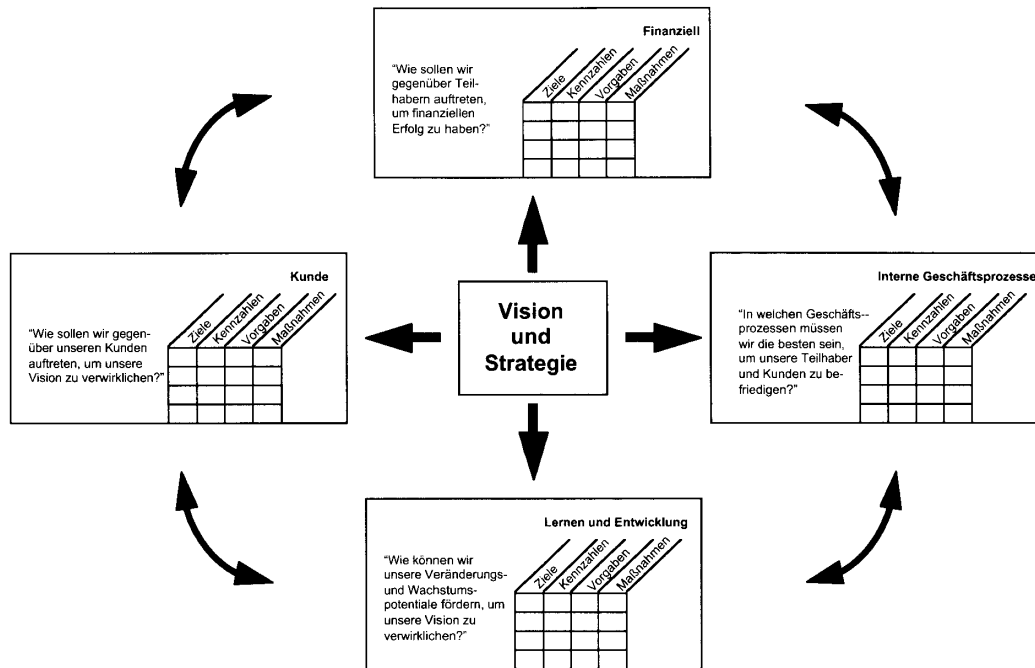 Finanziell
"Wie sollen wir
gegenüber Teil-
habern auftreten,
um finanziellen
Erfolg zu haben?"
Ziele
Kennzahlen
Vorgaben
Maßnahmen
Kunde
"Wie sollen wir gegen-
über unseren Kunden
auftreten, um unsere
Vision zu verwirklichen?"
Ziele
Kennzahlen
Vorgaben
Maßnahmen
Vision
und
Strategie
Interne Geschäftsprozesse
"In welchen Geschäfts--
prozessen müssen
wir die besten sein,
um unsere Teilhaber
und Kunden zu be-
friedigen?"
Ziele
Kennzahlen
Vorgaben
Maßnahmen
Lernen und Entwicklung
"Wie können wir
unsere Veränderungs-
und Wachstums-
potentiale fördern, um
unsere Vision zu
verwirklichen?"
Ziele
Kennzahlen
Vorgaben
Maßnahmen